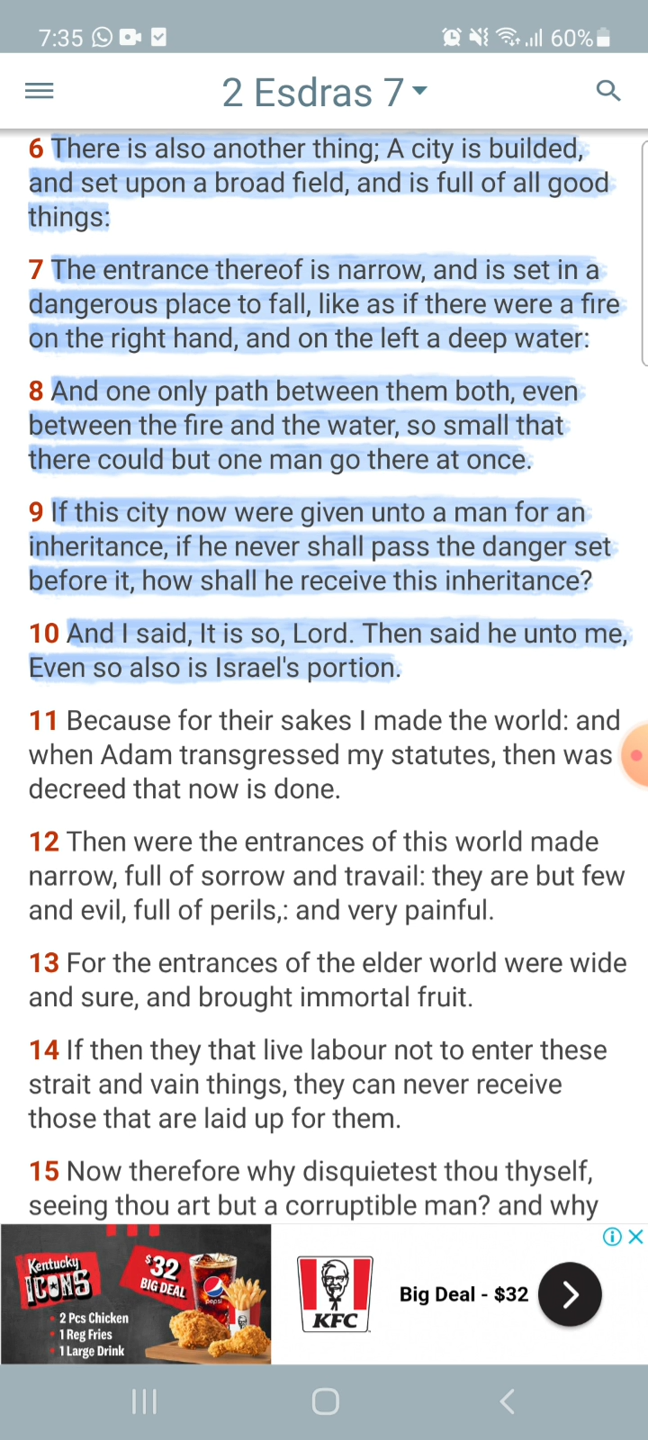 7:35
60%
2 Esdras 7
6 There is also another thing; A city is builded,
and set upon a broad field, and is full of all good
things:
7 The entrance thereof is narrow, and is set in a
dangerous place to fall, like as if there were a fire
on the right hand, and on the left a deep water:
8 And one only path between them both, even
between the fire and the water, so small that
there could but one man go there at once.
9 If this city now were given unto a man for an
inheritance, if he never shall pass the danger set
before it, how shall he receive this inheritance?
10 And I said, It is so, Lord. Then said he unto me,
Even so also is Israel's portion.
11 Because for their sakes I made the world: and
when Adam transgressed my statutes, then was
decreed that now is done.
12 Then were the entrances of this world made
narrow, full of sorrow and travail: they are but few
and evil, full of perils,: and very painful.
13 For the entrances of the elder world were wide
and sure, and brought immortal fruit.
14 If then they that live labour not to enter these
strait and vain things, they can never receive
those that are laid up for them.
15 Now therefore why disquietest thou thyself,
seeing thou art but a corruptible man? and why
Kentucky
ICONS
$32
BIG DEAL
pepsi
• 2 Pcs Chicken
• 1 Reg Fries
• 1 Large Drink
KFC
KFC
Big Deal - $32